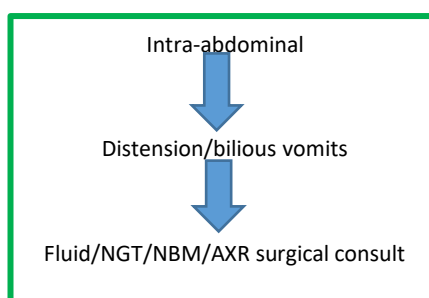 Intra-abdominal
Distension/bilious vomits
Fluid/NGT/NBM/AXR surgical consult